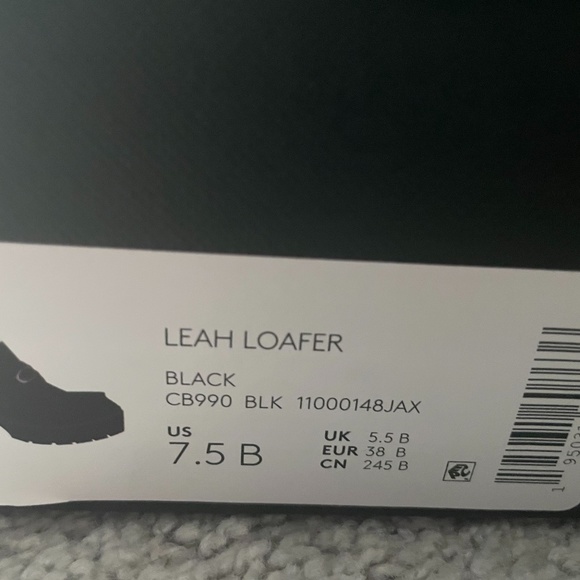 LEAH LOAFER
BLACK
CB990 BLK 11000148JAX
US
7.5 B
UK 5.5 B
EUR 38 B
CN 245 B